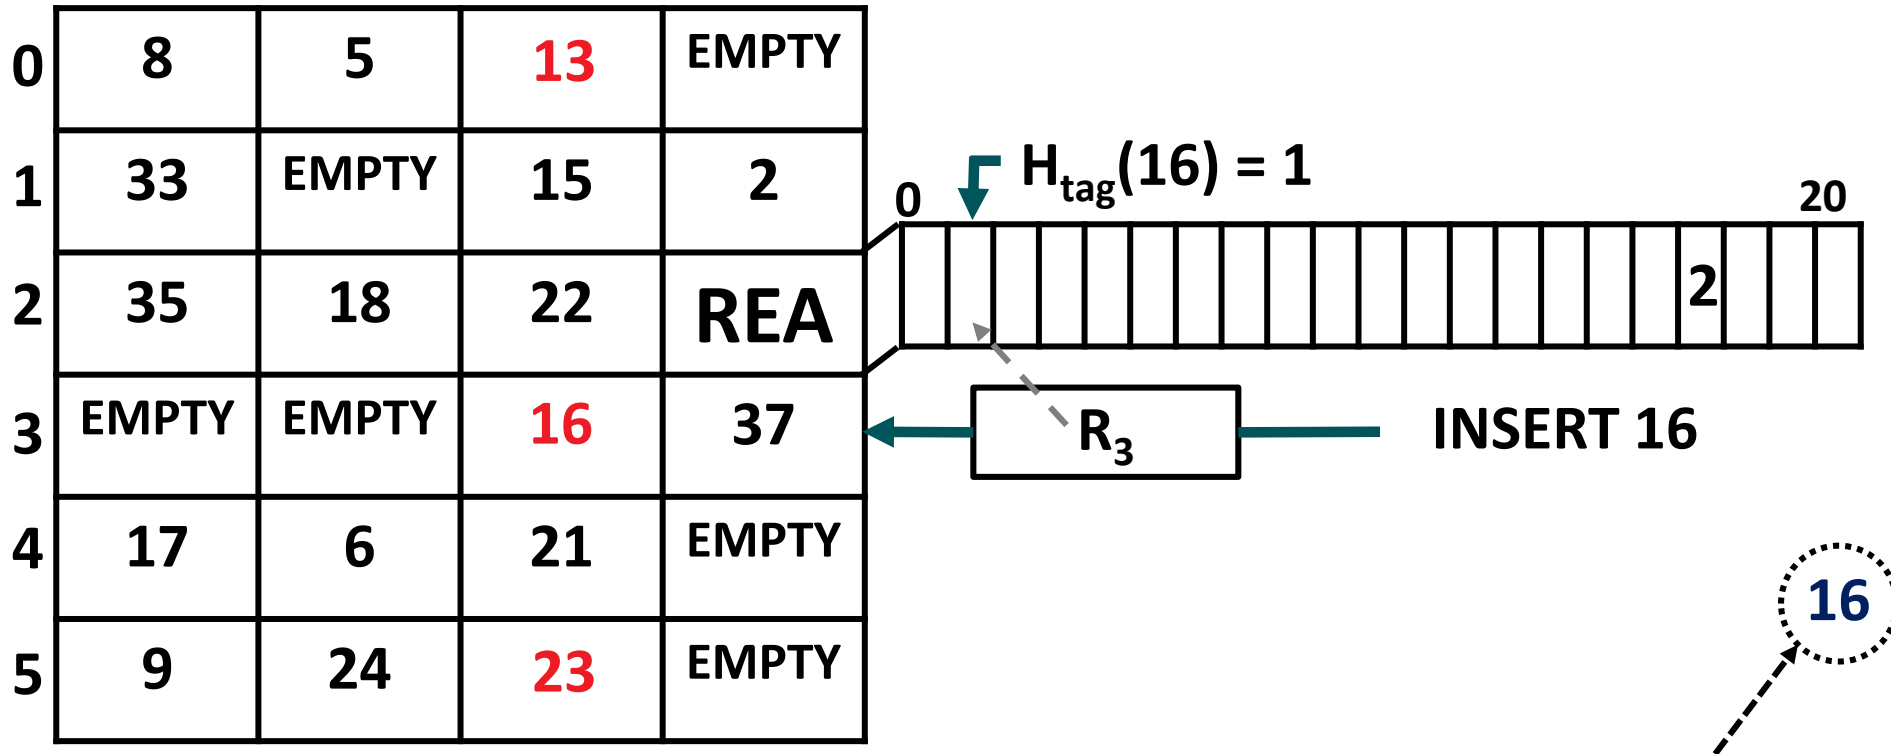 0 8 5 13 EMPTY
1 33 EMPTY 15 2
2 35 18 22 REA
3 EMPTY EMPTY 16 37
4 17 6 21 EMPTY
5 9 24 23 EMPTY
Htag(16) = 1
0 20
2
R3 INSERT 16
16